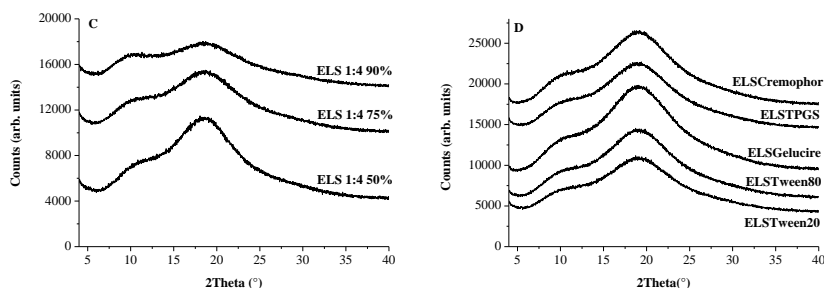 C
20000
16000
12000
8000
4000
0
Counts (arb. units)
ELS 1:4 90%
ELS 1:4 75%
ELS 1:4 50%
5 10 15 20 25 30 35 40
2Theta (°)
D
25000
20000
15000
10000
5000
0
Counts (arb. units)
ELSCremophor
ELSTPGS
ELSGelucire
ELSTween80
ELSTween20
5 10 15 20 25 30 35 40
2Theta(°)